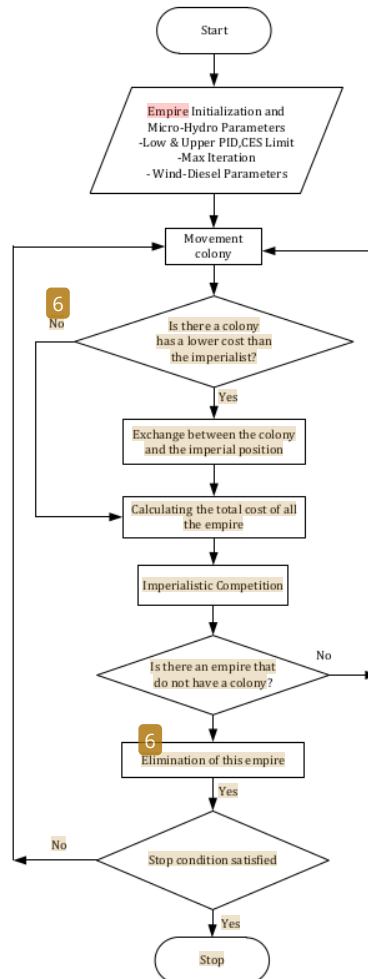 Start
Empire Initialization and
Micro-Hydro Parameters
-Low & Upper PID,CES Limit
-Max Iteration
- Wind-Diesel Parameters
Movement
colony
6
No
Is there a colony
has a lower cost than
the imperialist?
Yes
Exchange between the colony
and the imperial position
Calculating the total cost of all
the empire
Imperialistic Competition
No
Is there an empire that
do not have a colony?
6
Elimination of this empire
Yes
No
Stop condition satisfied
Yes
Stop